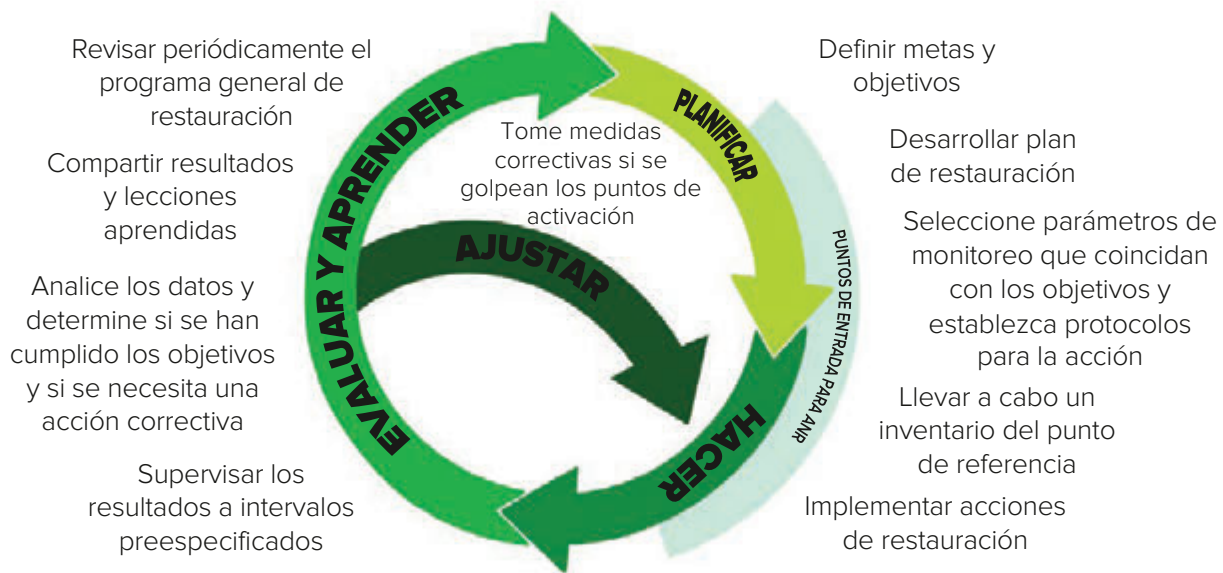 Revisar periódicamente el
programa general de
restauración
Compartir resultados
y lecciones
aprendidas
Analice los datos y
determine si se han
cumplido los objetivos
y si se necesita una
acción correctiva
Supervisar los
resultados a intervalos
preespecificados
EVALUAR Y APRENDER
Tome medidas
correctivas si se
golpean los puntos de
activación
AJUSTAR
PLANIFICAR
HACER
PUNTOS DE ENTRADA PARA ANR
Definir metas y
objetivos
Desarrollar plan
de restauración
Seleccione parámetros de
monitoreo que coincidan
con los objetivos y
establezca protocolos
para la acción
Llevar a cabo un
inventario del punto
de referencia
Implementar acciones
de restauración